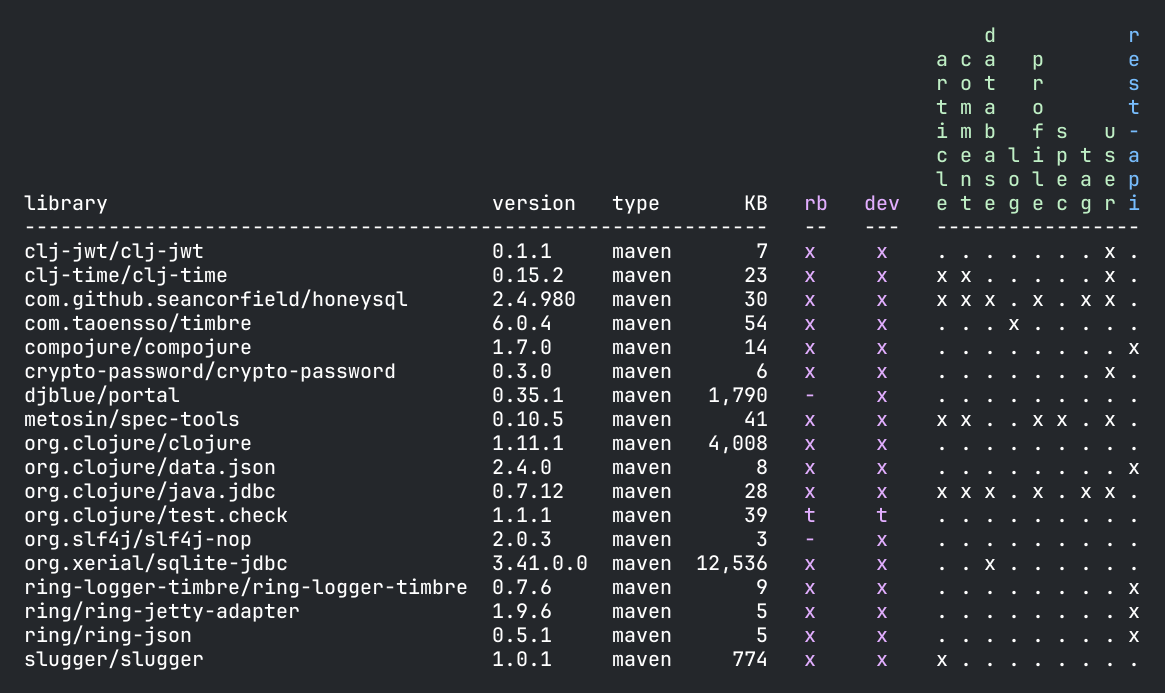 library version type KB rb dev article comment database log profile spec tag user rest-api
-------------------------------------------------------------- -- --- -----------------
clj-jwt/clj-jwt 0.1.1 maven 7 x x . . . . . . . x .
clj-time/clj-time 0.15.2 maven 23 x x x x . . . . . x .
com.github.seancorfield/honeysql 2.4.980 maven 30 x x x x x . x . x x .
com.taoensso/timbre 6.0.4 maven 54 x x . . . x . . . . .
compojure/compojure 1.7.0 maven 14 x x . . . . . . . . x
crypto-password/crypto-password 0.3.0 maven 6 x x . . . . . . . x .
djblue/portal 0.35.1 maven 1,790 - x . . . . . . . . .
metosin/spec-tools 0.10.5 maven 41 x x x x . . x x . x .
org.clojure/clojure 1.11.1 maven 4,008 x x . . . . . . . . .
org.clojure/data.json 2.4.0 maven 8 x x . . . . . . . . x
org.clojure/java.jdbc 0.7.12 maven 28 x x x x x . x . x x .
org.clojure/test.check 1.1.1 maven 39 t t . . . . . . . . .
org.slf4j/slf4j-nop 2.0.3 maven 3 - x . . . . . . . . .
org.xerial/sqlite-jdbc 3.41.0.0 maven 12,536 x x . . x . . . . . .
ring-logger-timbre/ring-logger-timbre 0.7.6 maven 9 x x . . . . . . . . x
ring/ring-jetty-adapter 1.9.6 maven 5 x x . . . . . . . . x
ring/ring-json 0.5.1 maven 5 x x . . . . . . . . x
slugger/slugger 1.0.1 maven 774 x x x . . . . . . . .